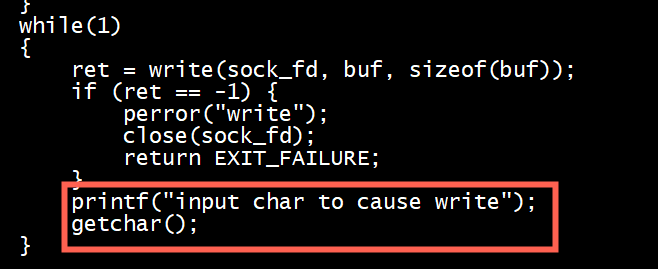 }
while(1)
{
    ret = write(sock_fd, buf, sizeof(buf));
    if (ret == -1) {
        perror("write");
        close(sock_fd);
        return EXIT_FAILURE;
    }
    printf("input char to cause write");
    getchar();
}